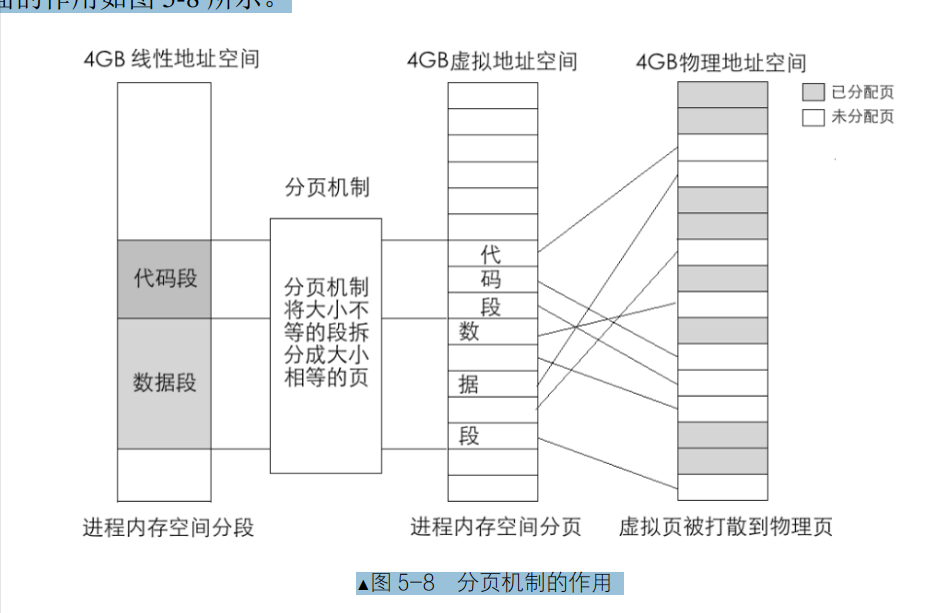 面的作用如图 5-8 所示。
4GB 线性地址空间
4GB虚拟地址空间
4GB物理地址空间
已分配页
未分配页
分页机制
代码段
数据段
分页机制
将大小不
等的段拆
分成大小
相等的页
代
码
段
数
据
段
进程内存空间分段
进程内存空间分页
虚拟页被打散到物理页
▲图 5-8 分页机制的作用